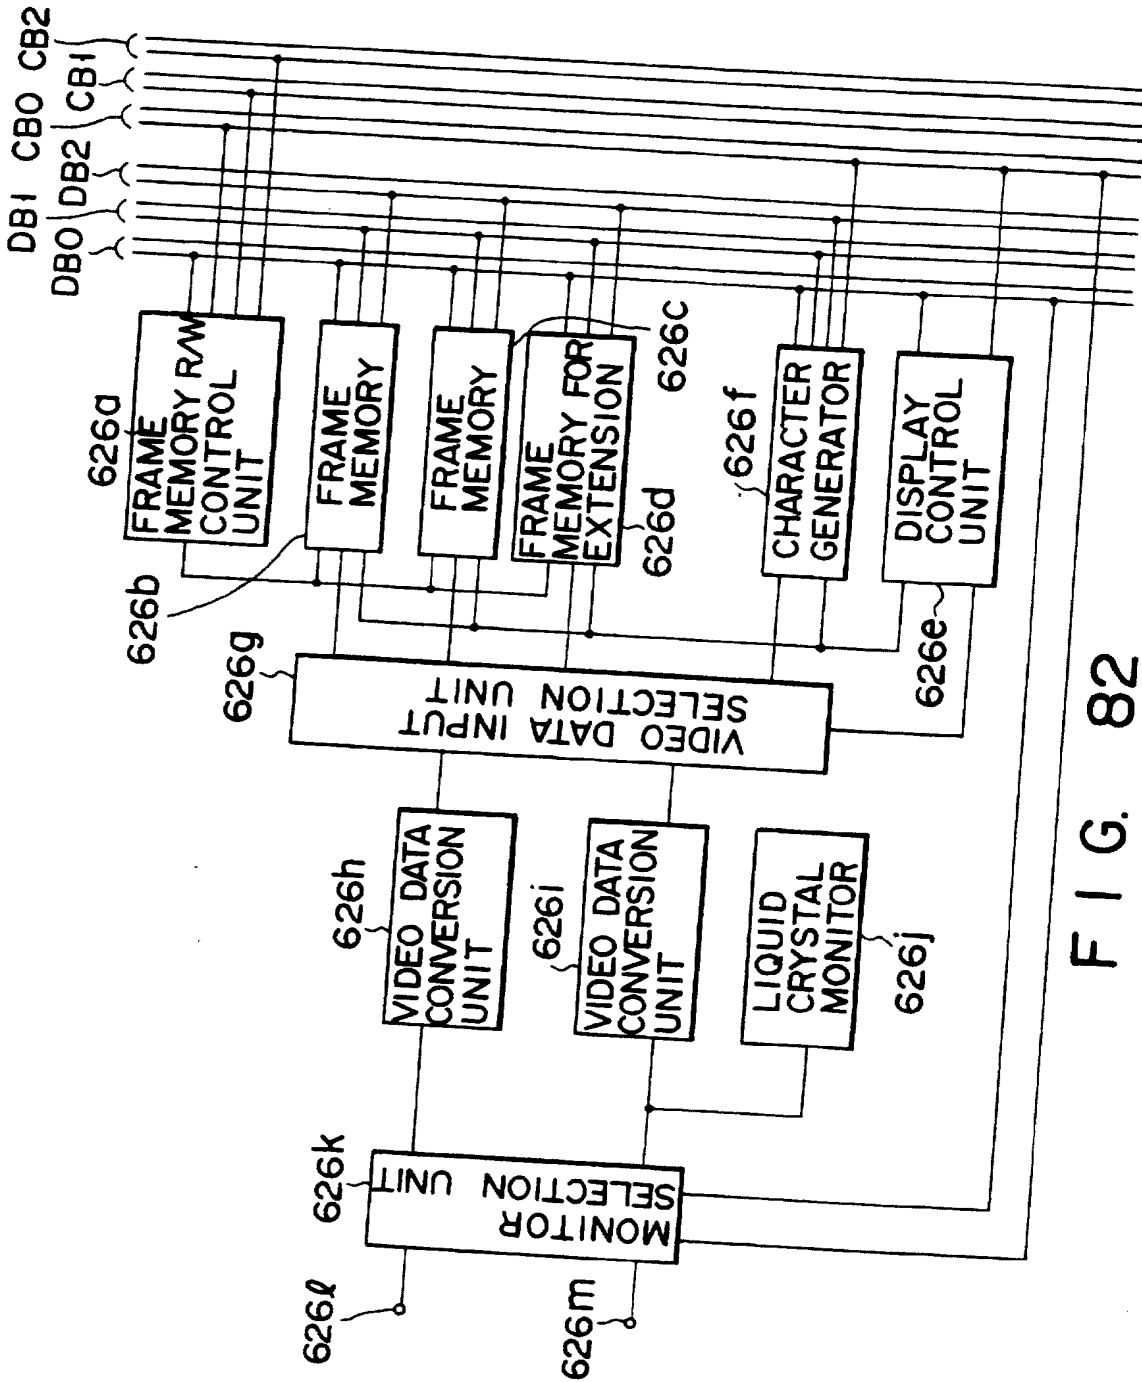 DB0
DB1
DB2
CB0
CB1
CB2
626a
FRAME
MEMORY R/W
CONTROL
UNIT
626b
FRAME
MEMORY
FRAME
MEMORY
626c
FRAME
MEMORY FOR
EXTENSION
626d
626f
CHARACTER
GENERATOR
DISPLAY
CONTROL
UNIT
626e
626g
VIDEO DATA INPUT
SELECTION UNIT
626h
VIDEO DATA
CONVERSION
UNIT
626i
VIDEO DATA
CONVERSION
UNIT
LIQUID
CRYSTAL
MONITOR
626j
626k
MONITOR
SELECTION UNIT
626ℓ
626m
FIG. 82